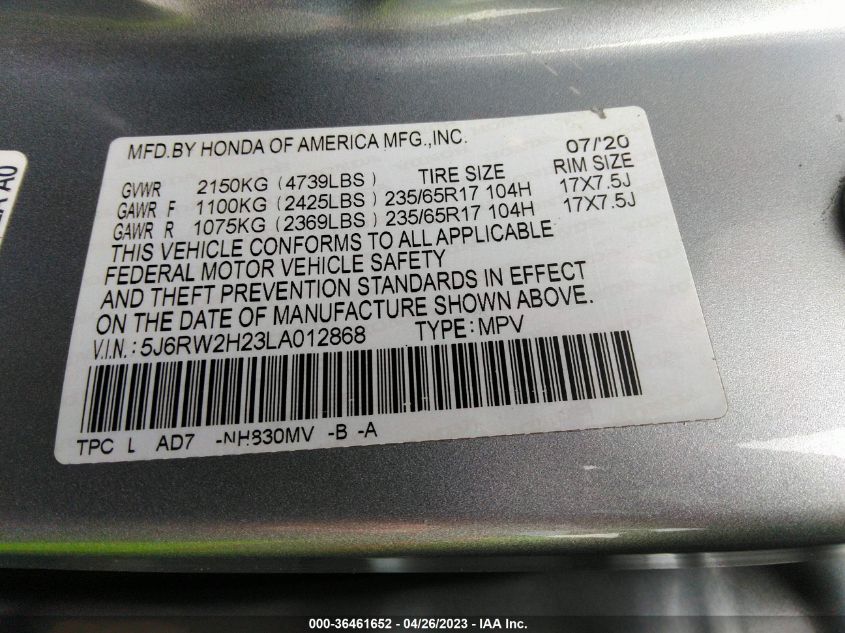 MFD.BY HONDA OF AMERICA MFG.,INC. 07/'20
GVWR 2150KG (4739LBS) TIRE SIZE RIM SIZE
GAWR F 1100KG (2425LBS) 235/65R17 104H 17X7.5J
GAWR R 1075KG (2369LBS) 235/65R17 104H 17X7.5J
THIS VEHICLE CONFORMS TO ALL APPLICABLE
FEDERAL MOTOR VEHICLE SAFETY
AND THEFT PREVENTION STANDARDS IN EFFECT
ON THE DATE OF MANUFACTURE SHOWN ABOVE.
V.I.N.: 5J6RW2H23LA012868 TYPE: MPV
TPC L AD7 -NH830MV -B -A
A0
000-36461652 - 04/26/2023 - IAA Inc.